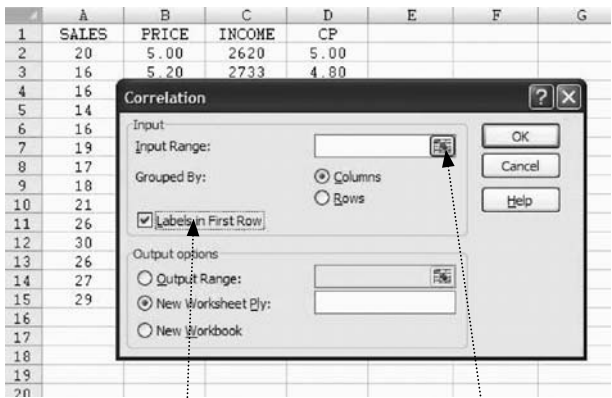 A B C D E F G
1 SALES PRICE INCOME CP
2 20 5.00 2620 5.00
3 16 5.20 2733 4.80
4 16
5 14
6 16
7 19
8 17
9 18
10 21
11 26
12 30
13 26
14 27
15 29
16
17
18
19
20
Correlation
Input
Input Range:
Grouped By:
Columns
Rows
Labels in First Row
Output options
Output Range:
New Worksheet Ply:
New Workbook
OK
Cancel
Help